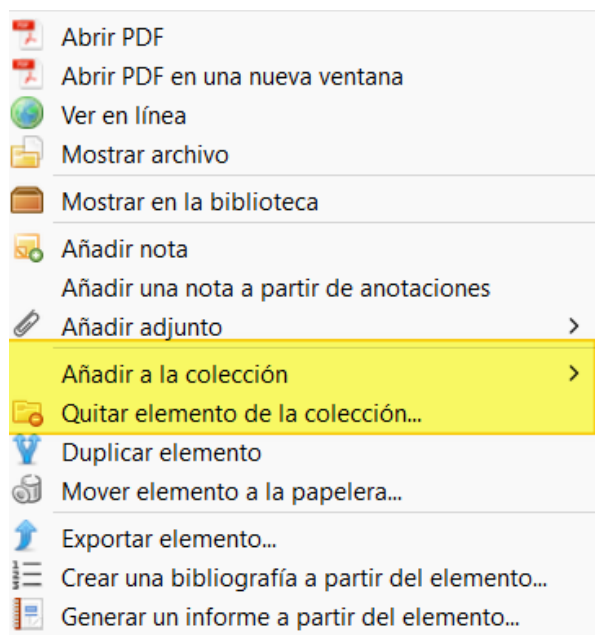 Abrir PDF
Abrir PDF en una nueva ventana
Ver en línea
Mostrar archivo
Mostrar en la biblioteca
Añadir nota
Añadir una nota a partir de anotaciones
Añadir adjunto
Añadir a la colección
Quitar elemento de la colección...
Duplicar elemento
Mover elemento a la papelera...
Exportar elemento...
Crear una bibliografía a partir del elemento...
Generar un informe a partir del elemento...